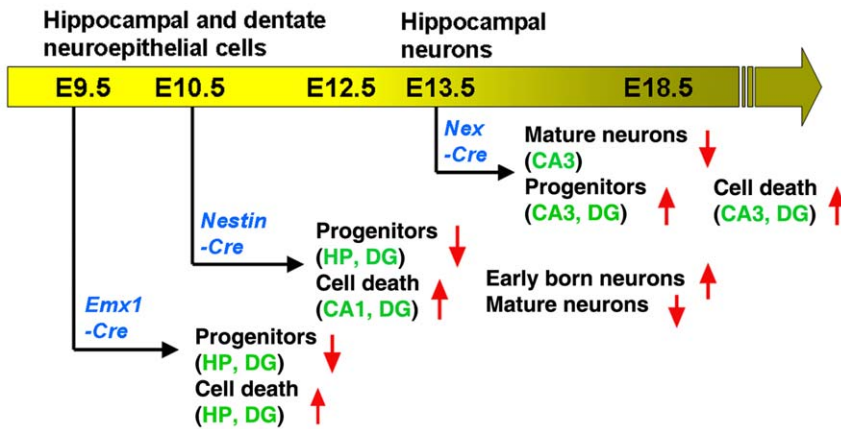 Hippocampal and dentate
neuroepithelial cells
Hippocampal
neurons
E9.5 E10.5 E12.5 E13.5 E18.5
Nex
-Cre
Mature neurons
(CA3)
Progenitors
(CA3, DG)
Cell death
(CA3, DG)
Nestin
-Cre
Progenitors
(HP, DG)
Cell death
(CA1, DG)
Early born neurons
Mature neurons
Emx1
-Cre
Progenitors
(HP, DG)
Cell death
(HP, DG)